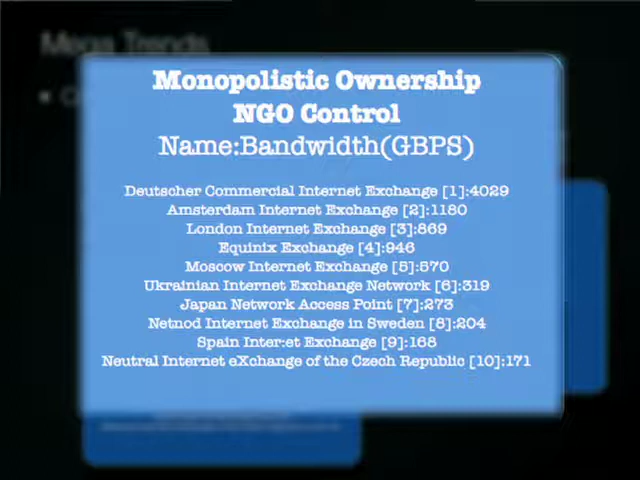 Mega Trends
Monopolistic Ownership
NGO Control
Name:Bandwidth(GBPS)
Deutscher Commercial Internet Exchange [1]:4029
Amsterdam Internet Exchange [2]:1180
London Internet Exchange [3]:869
Equinix Exchange [4]:946
Moscow Internet Exchange [5]:570
Ukrainian Internet Exchange Network [6]:319
Japan Network Access Point [7]:273
Netnod Internet Exchange in Sweden [8]:204
Spain Inter:et Exchange [9]:168
Neutral Internet eXchange of the Czech Republic [10]:171